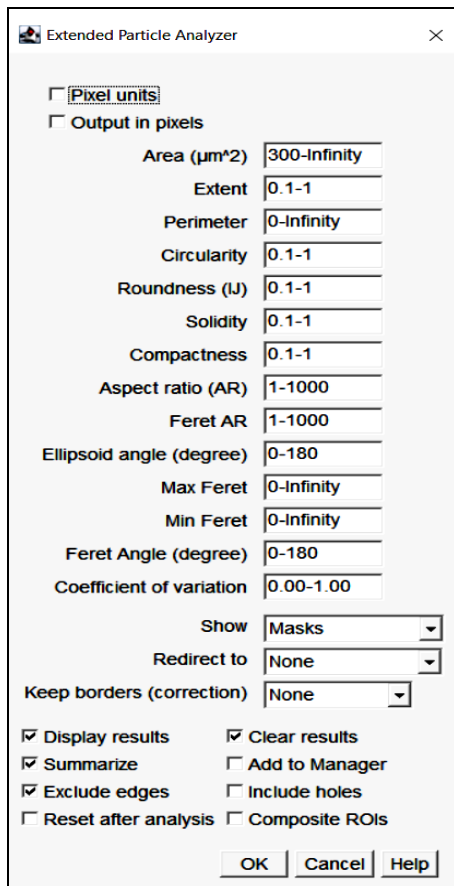 Extended Particle Analyzer
Pixel units
Output in pixels
Area (µm^2) 300-Infinity
Extent 0.1-1
Perimeter 0-Infinity
Circularity 0.1-1
Roundness (IJ) 0.1-1
Solidity 0.1-1
Compactness 0.1-1
Aspect ratio (AR) 1-1000
Feret AR 1-1000
Ellipsoid angle (degree) 0-180
Max Feret 0-Infinity
Min Feret 0-Infinity
Feret Angle (degree) 0-180
Coefficient of variation 0.00-1.00
Show Masks
Redirect to None
Keep borders (correction) None
Display results Clear results
Summarize Add to Manager
Exclude edges Include holes
Reset after analysis Composite ROIs
OK Cancel Help